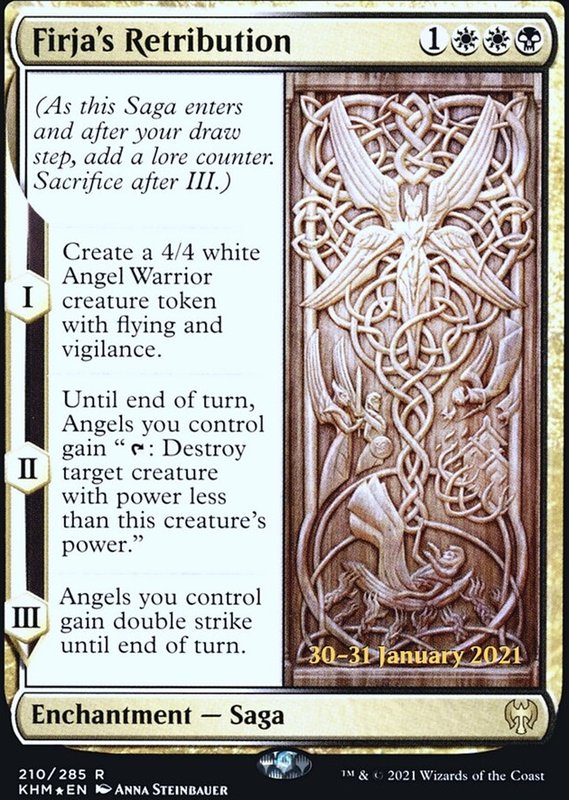 Firja's Retribution
1
(As this Saga enters
and after your draw
step, add a lore counter.
Sacrifice after III.)
I
Create a 4/4 white
Angel Warrior
creature token
with flying and
vigilance.
II
Until end of turn,
Angels you control
gain “ : Destroy
target creature
with power less
than this creature's
power.”
III
Angels you control
gain double strike
until end of turn.
30–31 January 2021
Enchantment — Saga
210/285 R
KHM★EN Anna Steinbauer
™ & © 2021 Wizards of the Coast